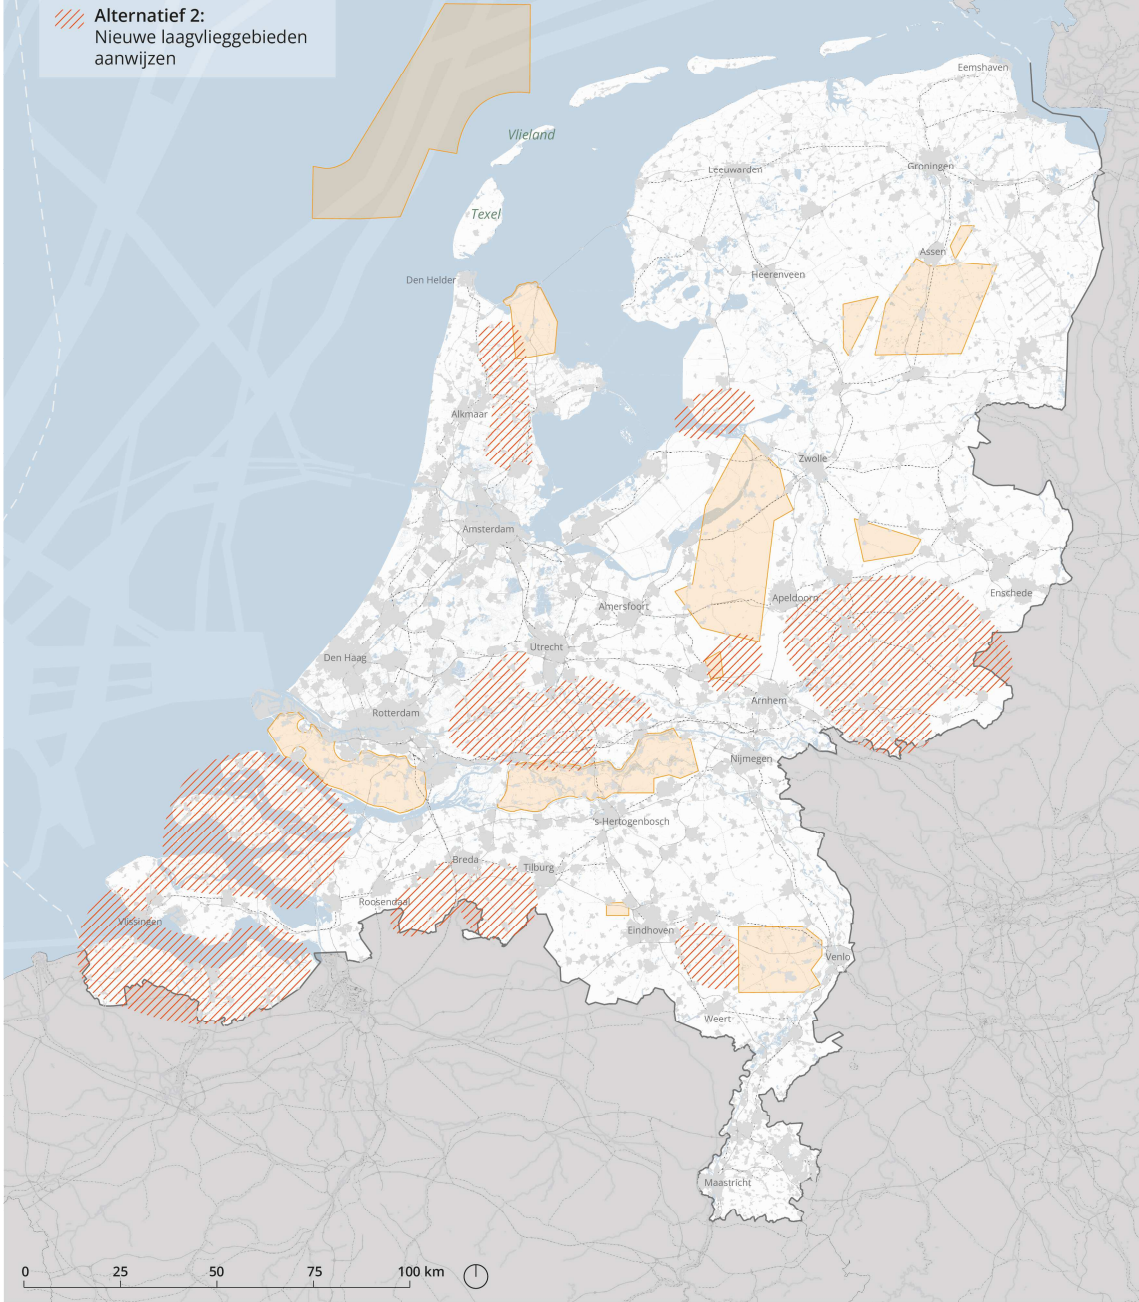 Alternatief 2:
Nieuwe laagvlieggebieden
aanwijzen
Eemshaven
Vlieland
Leeuwarden
Groningen
Texel
Assen
Den Helder
Heerenveen
Alkmaar
Zwolle
Amsterdam
Enschede
Apeldoorn
Amersfoort
Utrecht
Den Haag
Arnhem
Rotterdam
Nijmegen
's-Hertogenbosch
Breda
Tilburg
Roosendaal
Vlissingen
Eindhoven
Venlo
Weert
Maastricht
0 25 50 75 100 km